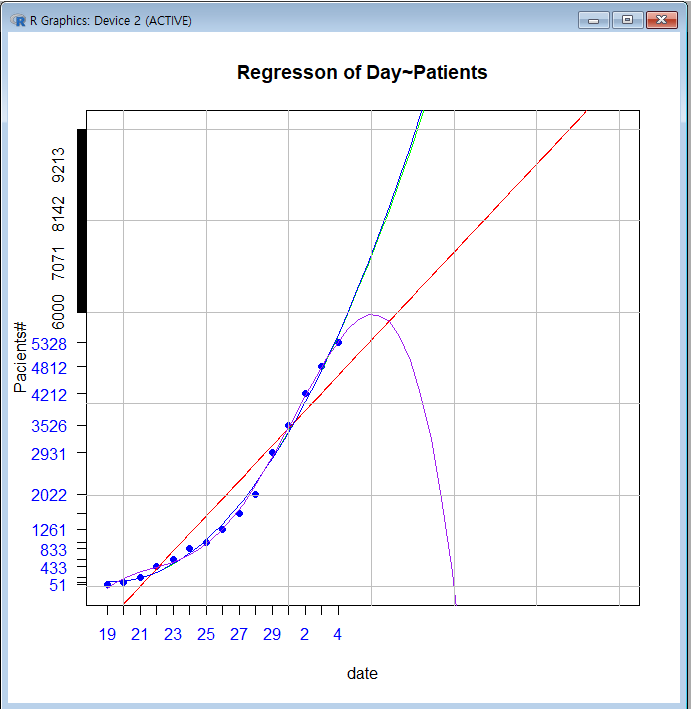 R Graphics: Device 2 (ACTIVE)
Regresson of Day~Patients
Pacients#
9213
8142
7071
6000
5328
4812
4212
3526
2931
2022
1261
833
433
51
19 21 23 25 27 29 2 4
date